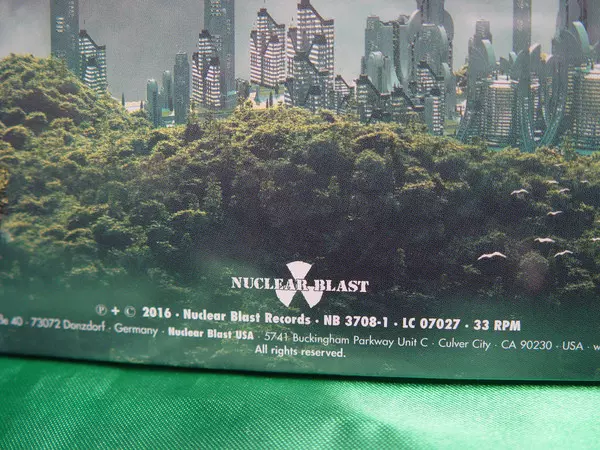 NUCLEAR BLAST
℗ + © 2016 · Nuclear Blast Records · NB 3708-1 · LC 07027 · 33 RPM
40 · 73072 Donzdorf · Germany · Nuclear Blast USA · 5741 Buckingham Parkway Unit C · Culver City · CA 90230 · USA ·
All rights reserved.